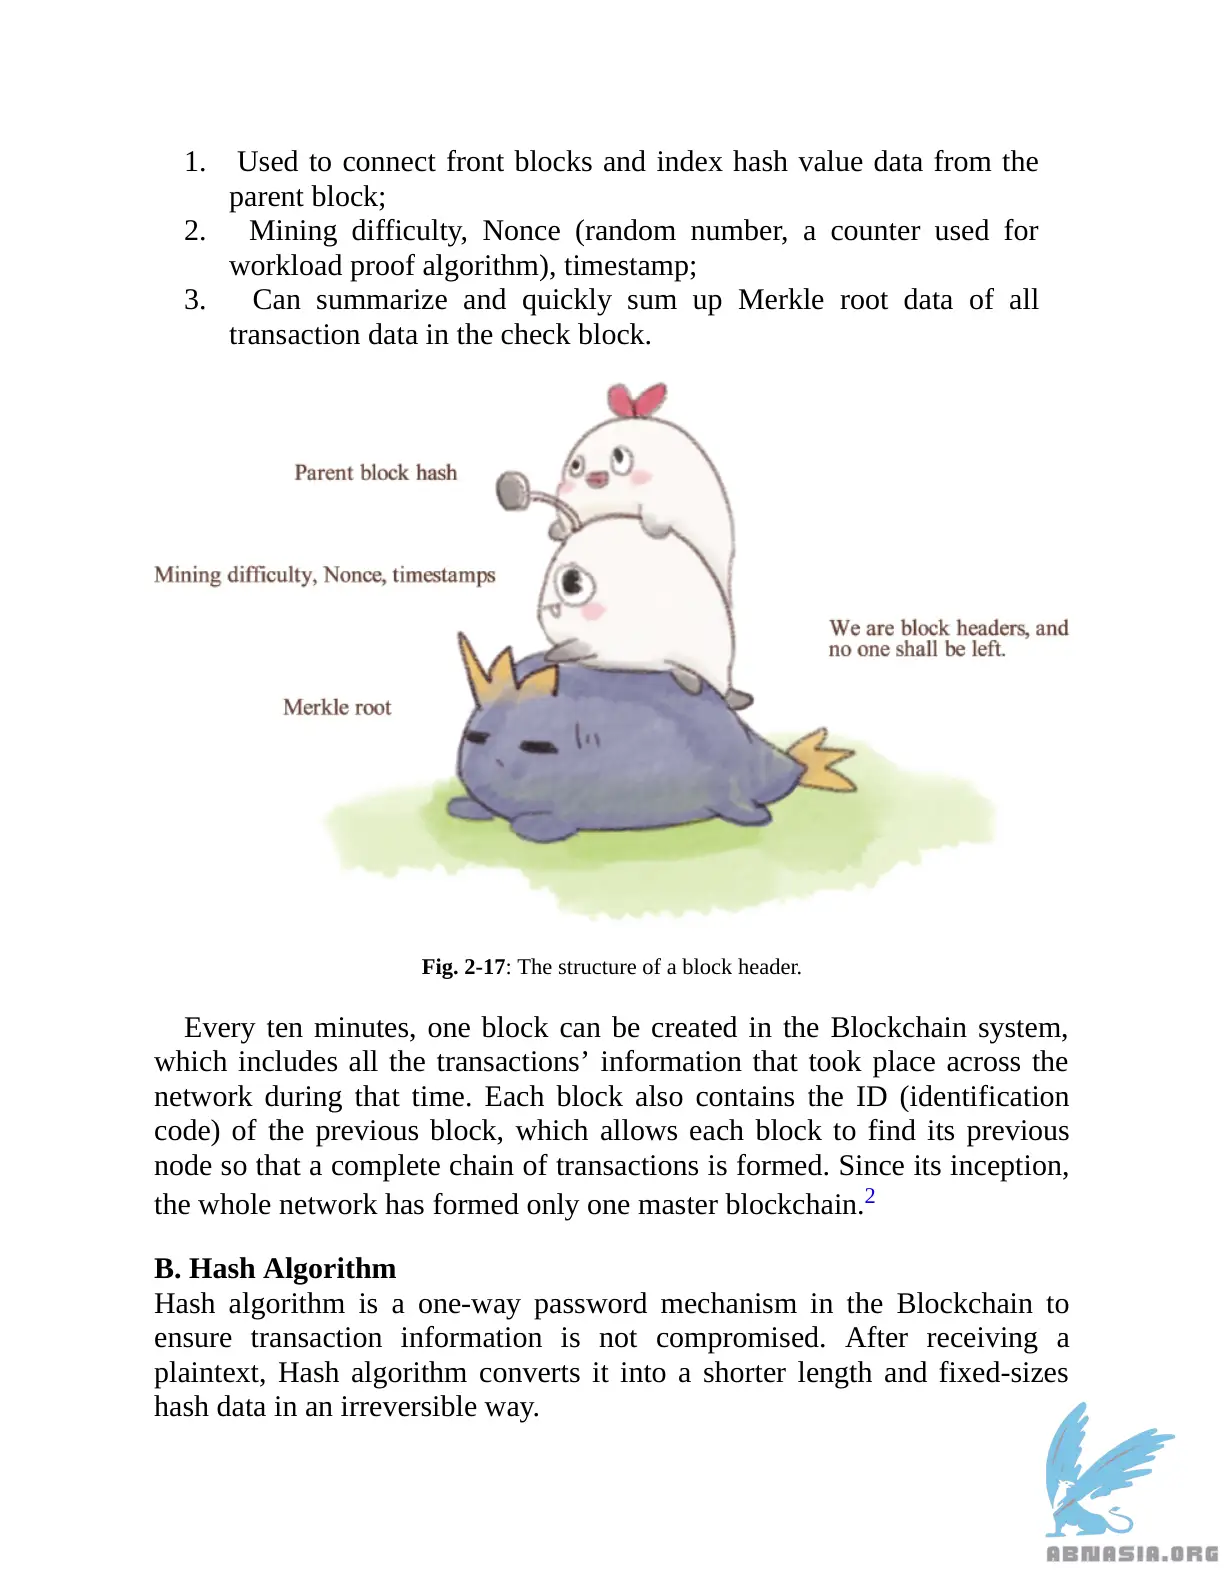 1. Used to connect front blocks and index hash value data from the
parent block;
2. Mining difficulty, Nonce (random number, a counter used for
workload proof algorithm), timestamp;
3. Can summarize and quickly sum up Merkle root data of all
transaction data in the check block.
Parent block hash
Mining difficulty, Nonce, timestamps
We are block headers, and
no one shall be left.
Merkle root
Fig. 2-17: The structure of a block header.
Every ten minutes, one block can be created in the Blockchain system,
which includes all the transactions’ information that took place across the
network during that time. Each block also contains the ID (identification
code) of the previous block, which allows each block to find its previous
node so that a complete chain of transactions is formed. Since its inception,
the whole network has formed only one master blockchain.2
B. Hash Algorithm
Hash algorithm is a one-way password mechanism in the Blockchain to
ensure transaction information is not compromised. After receiving a
plaintext, Hash algorithm converts it into a shorter length and fixed-sizes
hash data in an irreversible way.
ABNASIA.ORG